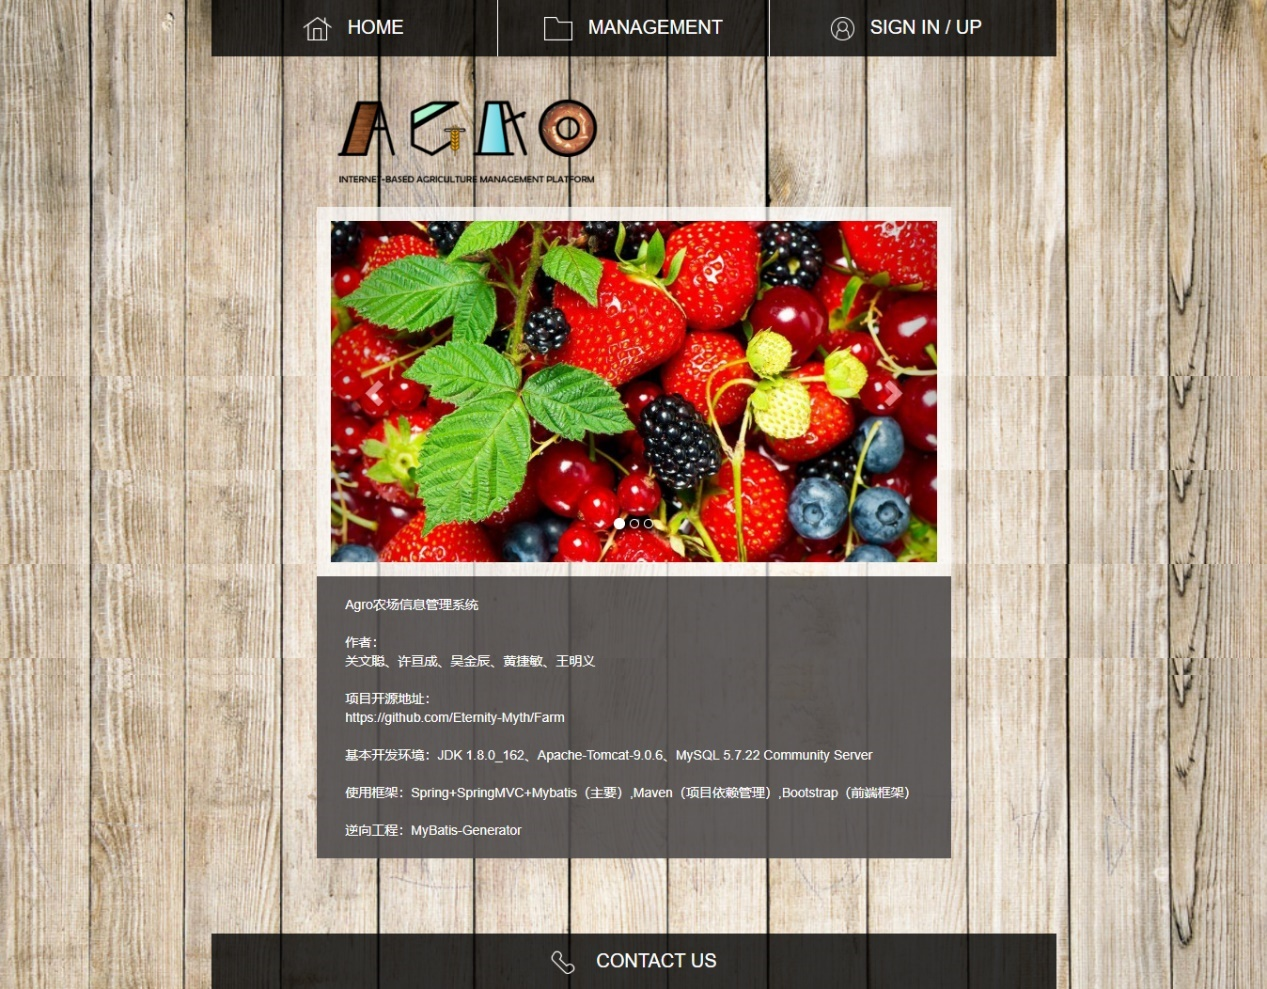 HOME
MANAGEMENT
SIGN IN / UP
AGRO
INTERNET-BASED AGRICULTURE MANAGEMENT PLATFORM
Agro农场信息管理系统
作者：
关文聪、许亘成、吴金辰、黄捷敏、王明义
项目开源地址：
https://github.com/Eternity-Myth/Farm
基本开发环境：JDK 1.8.0_162、Apache-Tomcat-9.0.6、MySQL 5.7.22 Community Server
使用框架：Spring+SpringMVC+Mybatis（主要）,Maven（项目依赖管理）,Bootstrap（前端框架）
逆向工程：MyBatis-Generator
CONTACT US